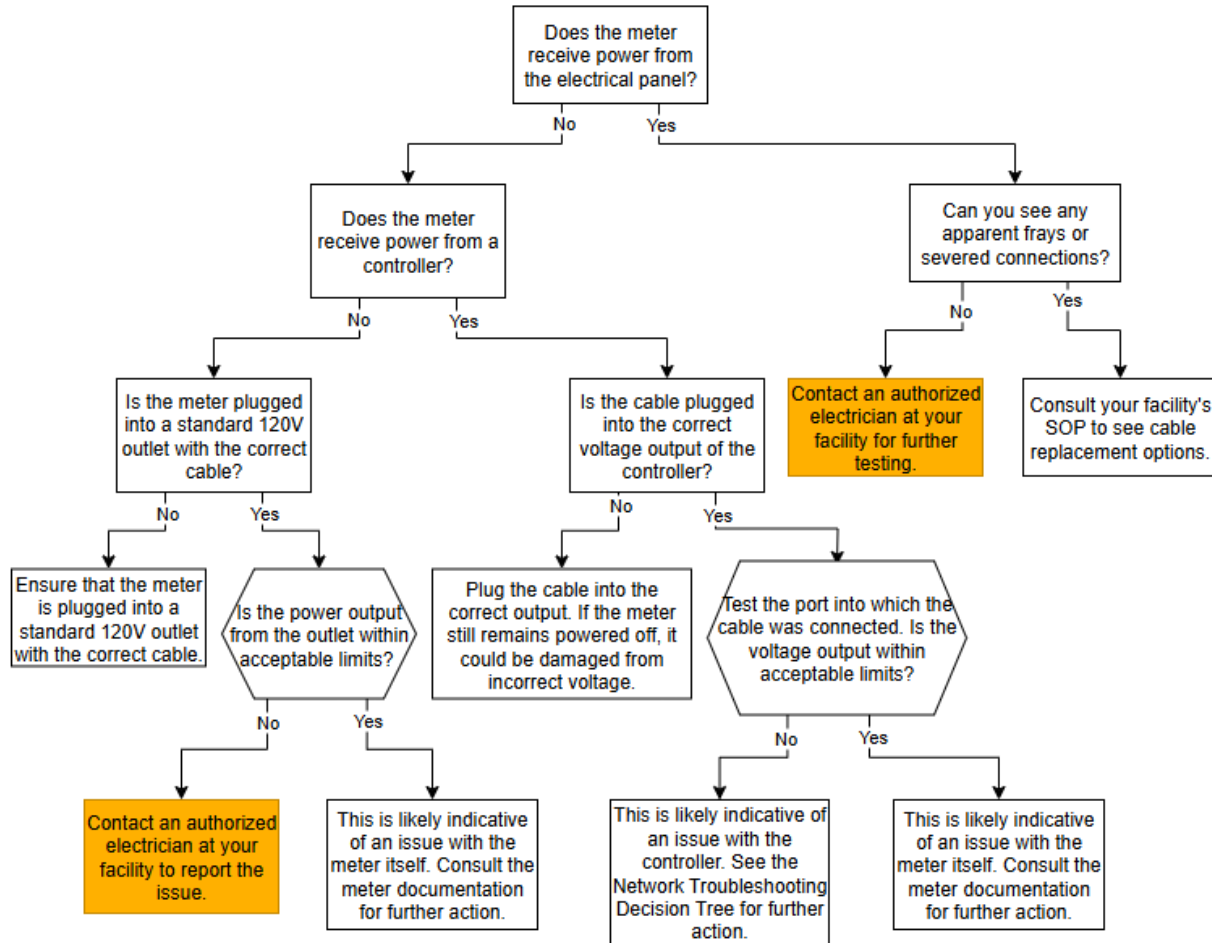 Does the meter
receive power from
the electrical panel?
No
Yes
Does the meter
receive power from a
controller?
Can you see any
apparent frays or
severed connections?
No
Yes
No
Yes
Is the meter plugged
into a standard 120V
outlet with the correct
cable?
Is the cable plugged
into the correct
voltage output of the
controller?
Contact an authorized
electrician at your
facility for further
testing.
Consult your facility's
SOP to see cable
replacement options.
No
Yes
No
Yes
Ensure that the meter
is plugged into a
standard 120V outlet
with the correct cable.
Is the power output
from the outlet within
acceptable limits?
Plug the cable into the
correct output. If the meter
still remains powered off, it
could be damaged from
incorrect voltage.
Test the port into which the
cable was connected. Is the
voltage output within
acceptable limits?
No
Yes
No
Yes
Contact an authorized
electrician at your
facility to report the
issue.
This is likely indicative
of an issue with the
meter itself. Consult the
meter documentation
for further action.
This is likely indicative of
an issue with the
controller. See the
Network Troubleshooting
Decision Tree for further
action.
This is likely indicative
of an issue with the
meter itself. Consult the
meter documentation
for further action.